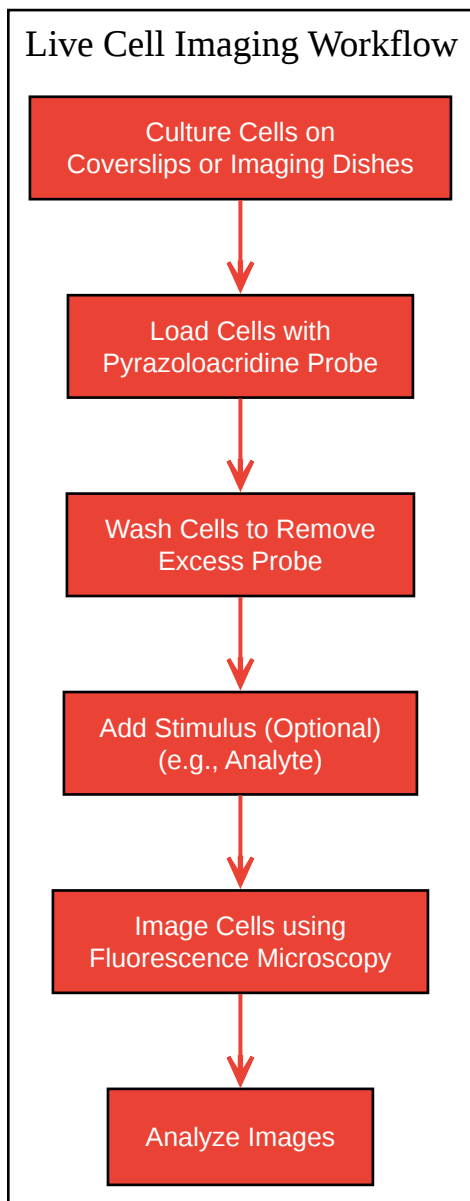 Live Cell Imaging Workflow
Culture Cells on
Coverslips or Imaging Dishes
Load Cells with
Pyrazoloacridine Probe
Wash Cells to Remove
Excess Probe
Add Stimulus (Optional)
(e.g., Analyte)
Image Cells using
Fluorescence Microscopy
Analyze Images